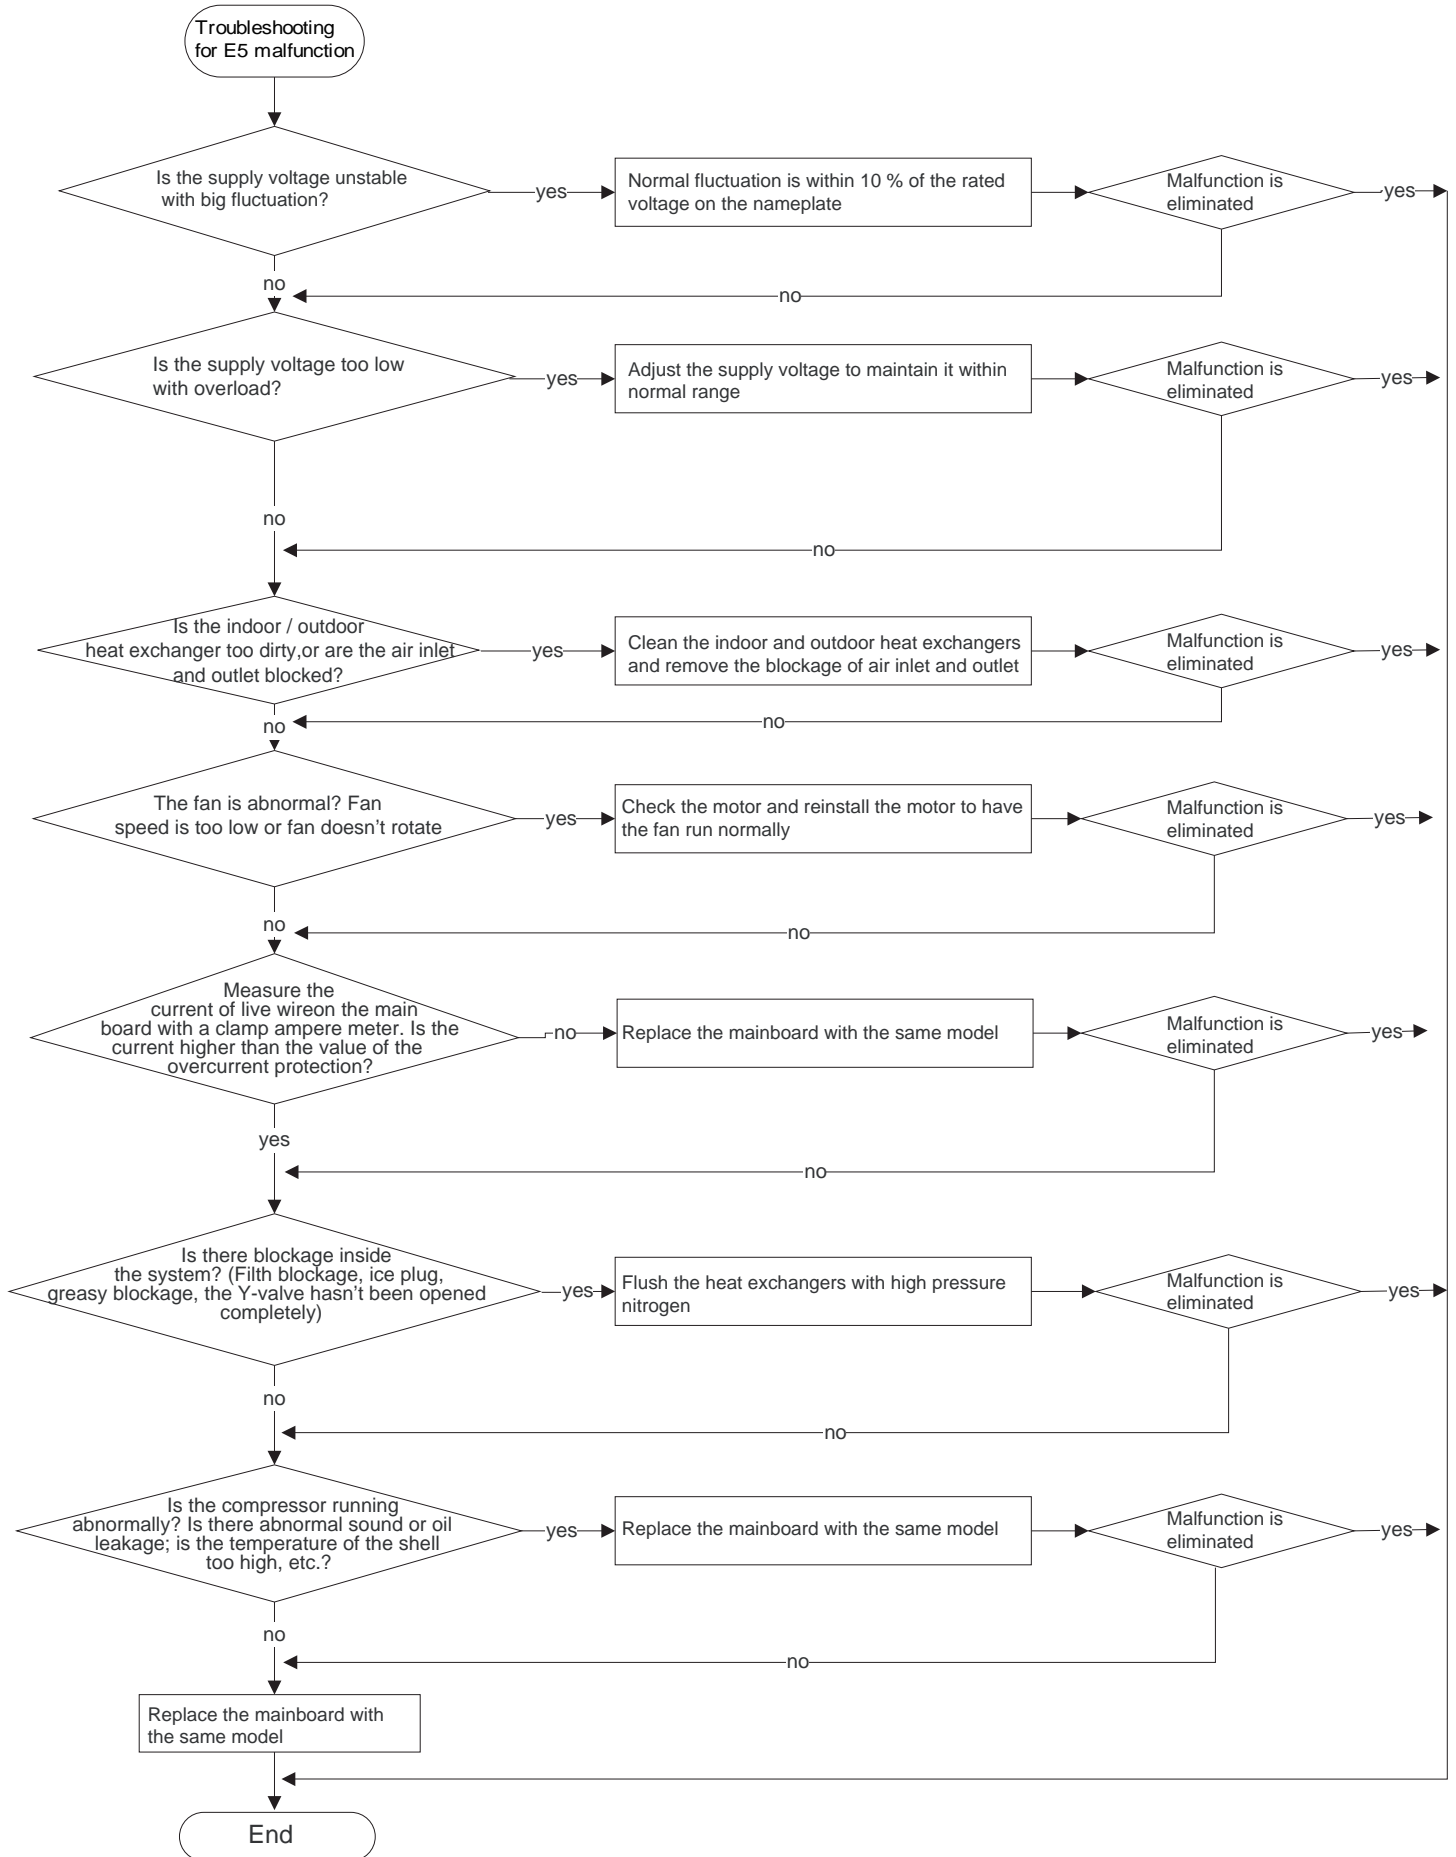 Troubleshooting
for E5 malfunction
Is the supply voltage unstable
with big fluctuation?
yes
Normal fluctuation is within 10 % of the rated
voltage on the nameplate
Malfunction is
eliminated
yes
no
no
Is the supply voltage too low
with overload?
yes
Adjust the supply voltage to maintain it within
normal range
Malfunction is
eliminated
yes
no
no
Is the indoor / outdoor
heat exchanger too dirty,or are the air inlet
and outlet blocked?
yes
Clean the indoor and outdoor heat exchangers
and remove the blockage of air inlet and outlet
Malfunction is
eliminated
yes
no
no
The fan is abnormal? Fan
speed is too low or fan doesn’t rotate
yes
Check the motor and reinstall the motor to have
the fan run normally
Malfunction is
eliminated
yes
no
no
Measure the
current of live wireon the main
board with a clamp ampere meter. Is the
current higher than the value of the
overcurrent protection?
no
Replace the mainboard with the same model
Malfunction is
eliminated
yes
yes
no
Is there blockage inside
the system? (Filth blockage, ice plug,
greasy blockage, the Y-valve hasn’t been opened
completely)
yes
Flush the heat exchangers with high pressure
nitrogen
Malfunction is
eliminated
yes
no
no
Is the compressor running
abnormally? Is there abnormal sound or oil
leakage; is the temperature of the shell
too high, etc.?
yes
Replace the mainboard with the same model
Malfunction is
eliminated
yes
no
no
Replace the mainboard with
the same model
End